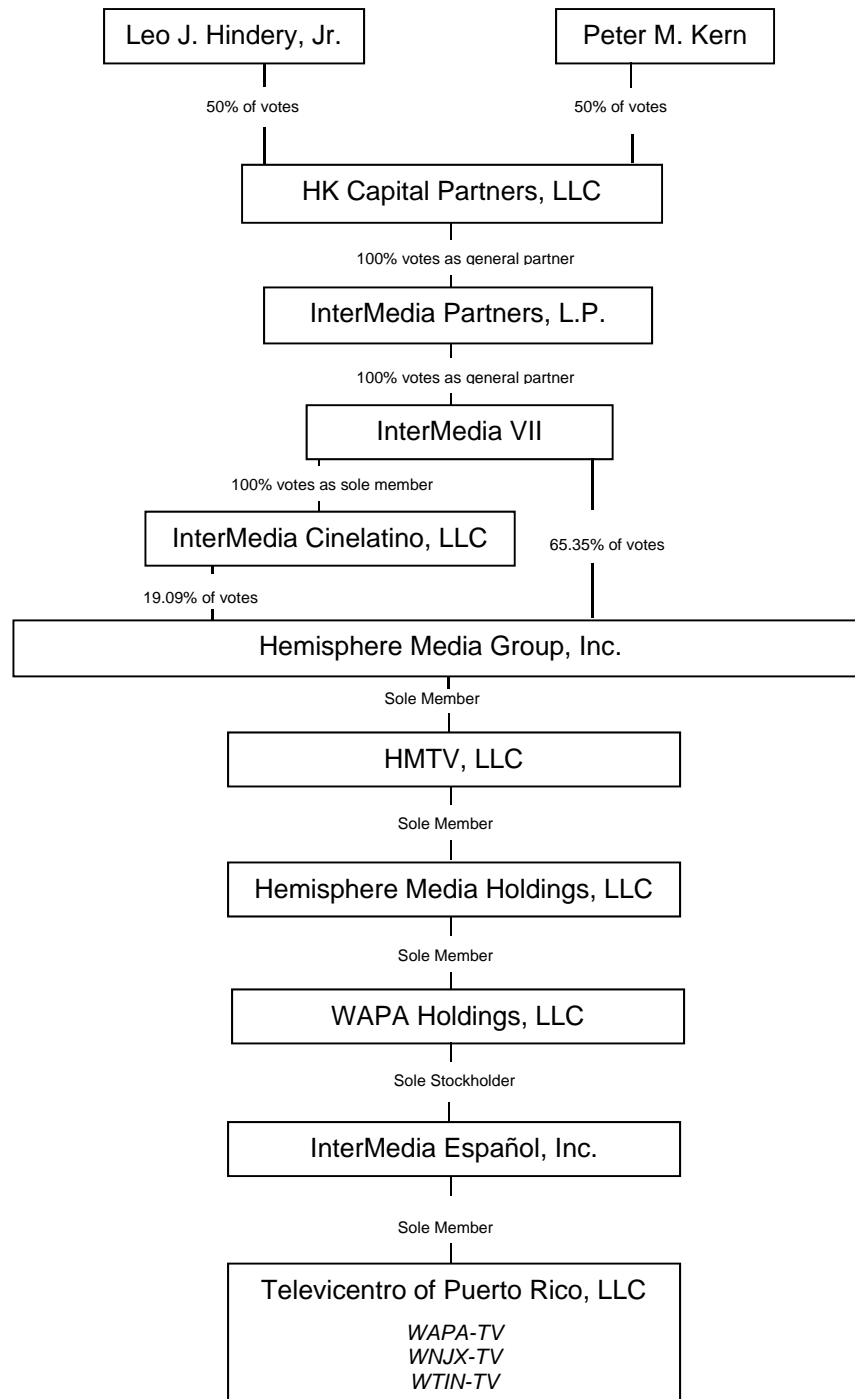 Leo J. Hindery, Jr.
Peter M. Kern
50% of votes
50% of votes
HK Capital Partners, LLC
100% votes as general partner
InterMedia Partners, L.P.
100% votes as general partner
InterMedia VII
100% votes as sole member
InterMedia Cinelatino, LLC
65.35% of votes
19.09% of votes
Hemisphere Media Group, Inc.
Sole Member
HMTV, LLC
Sole Member
Hemisphere Media Holdings, LLC
Sole Member
WAPA Holdings, LLC
Sole Stockholder
InterMedia Español, Inc.
Sole Member
Televicentro of Puerto Rico, LLC
WAPA-TV
WNJX-TV
WTIN-TV